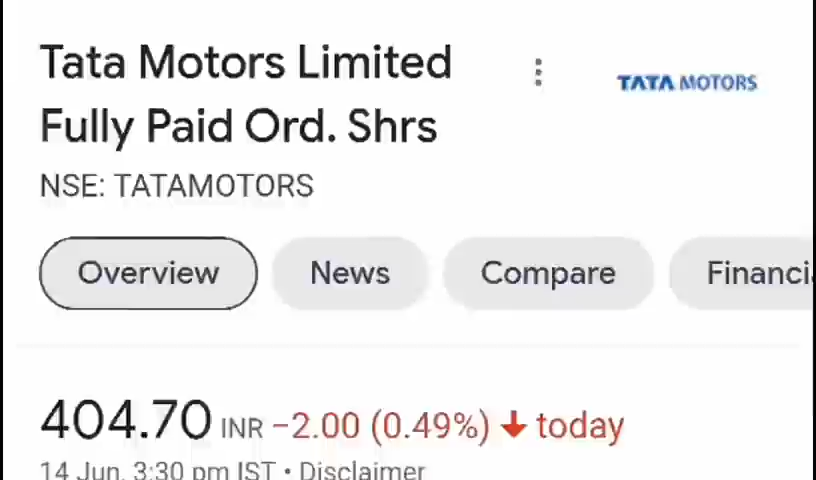 Tata Motors Limited
Fully Paid Ord. Shrs
TATA MOTORS
NSE: TATAMOTORS
Overview News Compare Financi
404.70 INR −2.00 (0.49%) ↓ today
14 Jun, 3:30 pm IST • Disclaimer